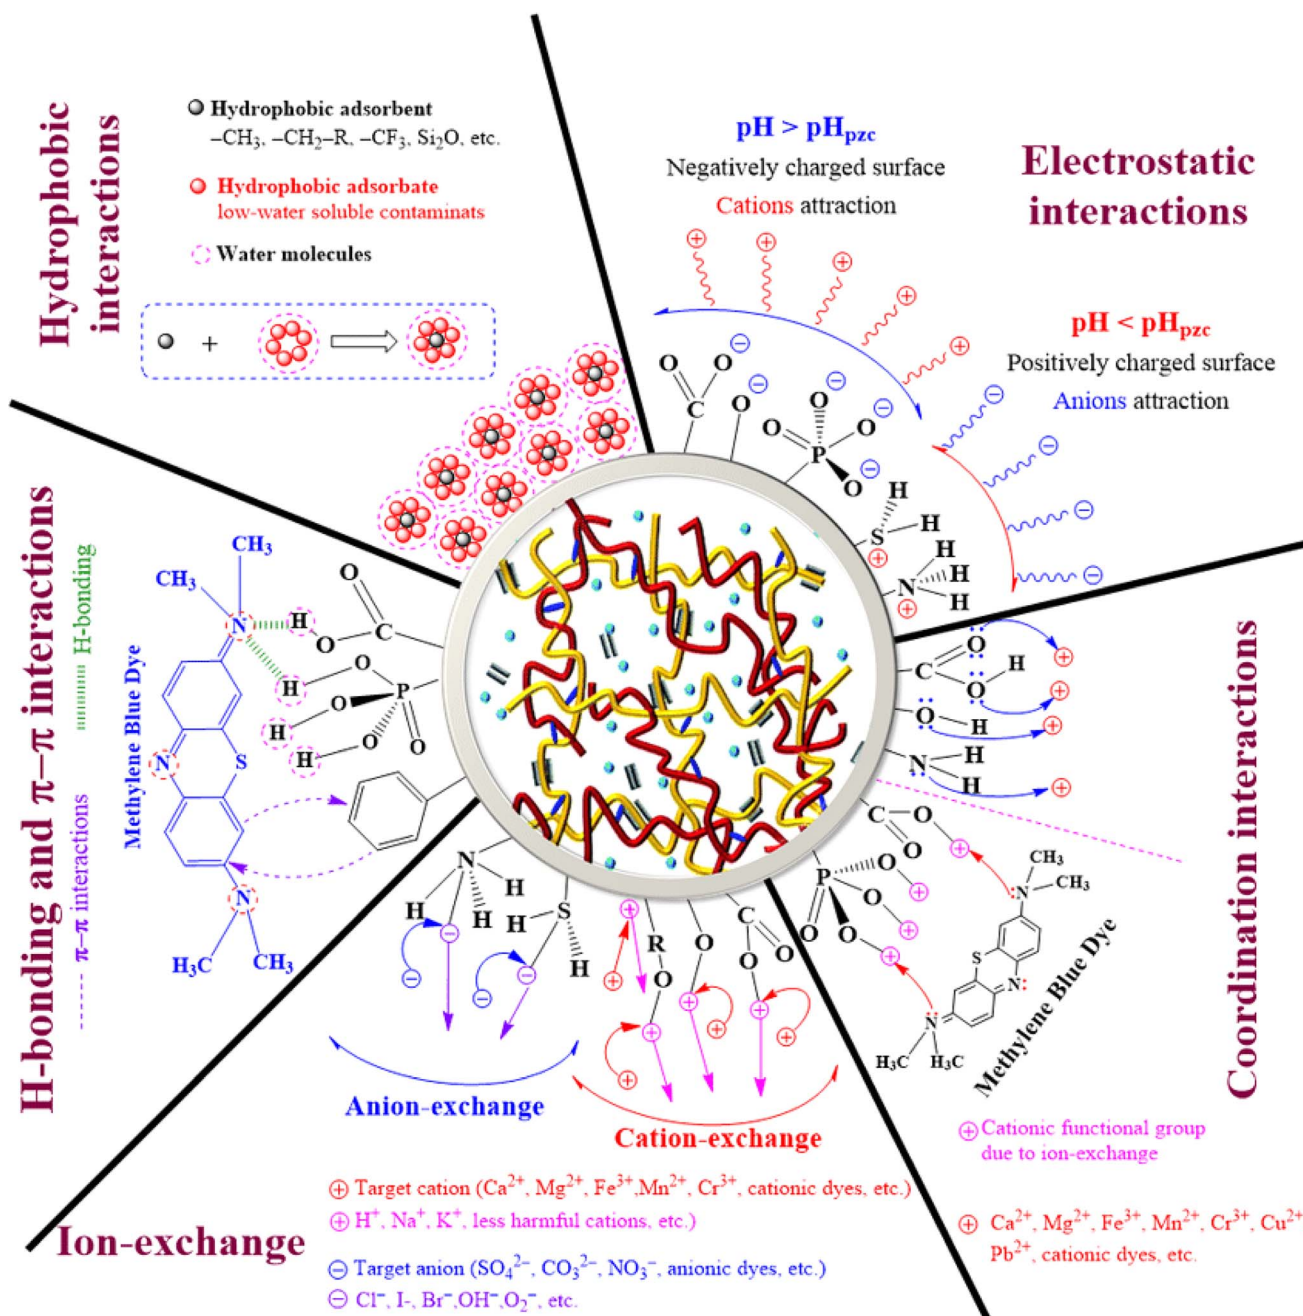 Hydrophobic
interactions
Hydrophobic adsorbent
–CH₃, –CH₂–R, –CF₃, Si₂O, etc.
Hydrophobic adsorbate
low-water soluble contaminats
Water molecules
+
pH > pHpzc
Negatively charged surface
Cations attraction
Electrostatic
interactions
pH < pHpzc
Positively charged surface
Anions attraction
O C O O
O P O O O
S H H
N H H H
H-bonding and π–π interactions
H-bonding
π–π interactions
Methylene Blue Dye
CH₃
CH₃
N
N
S
N
H₃C
CH₃
O
H O C
H O P
H O
H O O
C O
O H
O H
N H
H
Coordination interactions
C O
O
P O
O O
O
CH₃
N CH₃
S
N:
N
H₃C H₃C
Methylene Blue Dye
N H
H H
H S
H
R O C O
O O
Anion-exchange
Cation-exchange
Cationic functional group
due to ion-exchange
Ion-exchange
Target cation (Ca²⁺, Mg²⁺, Fe³⁺,Mn²⁺, Cr³⁺, cationic dyes, etc.)
H⁺, Na⁺, K⁺, less harmful cations, etc.)
Target anion (SO₄²⁻, CO₃²⁻, NO₃⁻, anionic dyes, etc.)
Cl⁻, I-, Br⁻,OH⁻,O₂⁻, etc.
Ca²⁺, Mg²⁺, Fe³⁺, Mn²⁺, Cr³⁺, Cu²⁺
Pb²⁺, cationic dyes, etc.